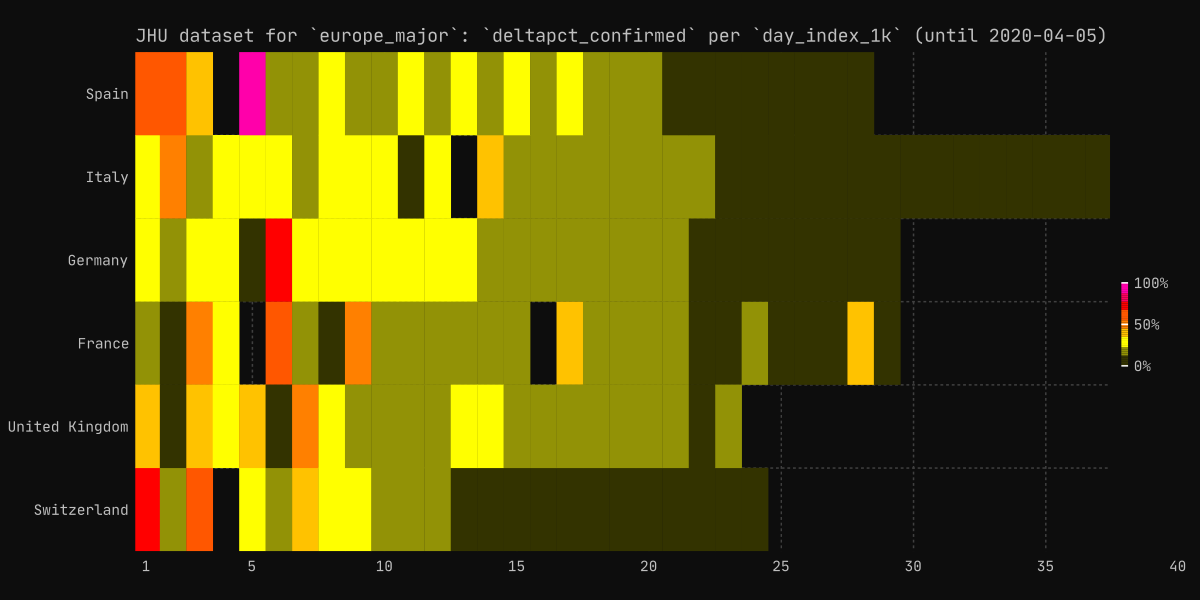 JHU dataset for `europe_major`: `deltapct_confirmed` per `day_index_1k` (until 2020-04-05)
Spain
Italy
Germany
France
United Kingdom
Switzerland
100%
50%
0%
1 5 10 15 20 25 30 35 40